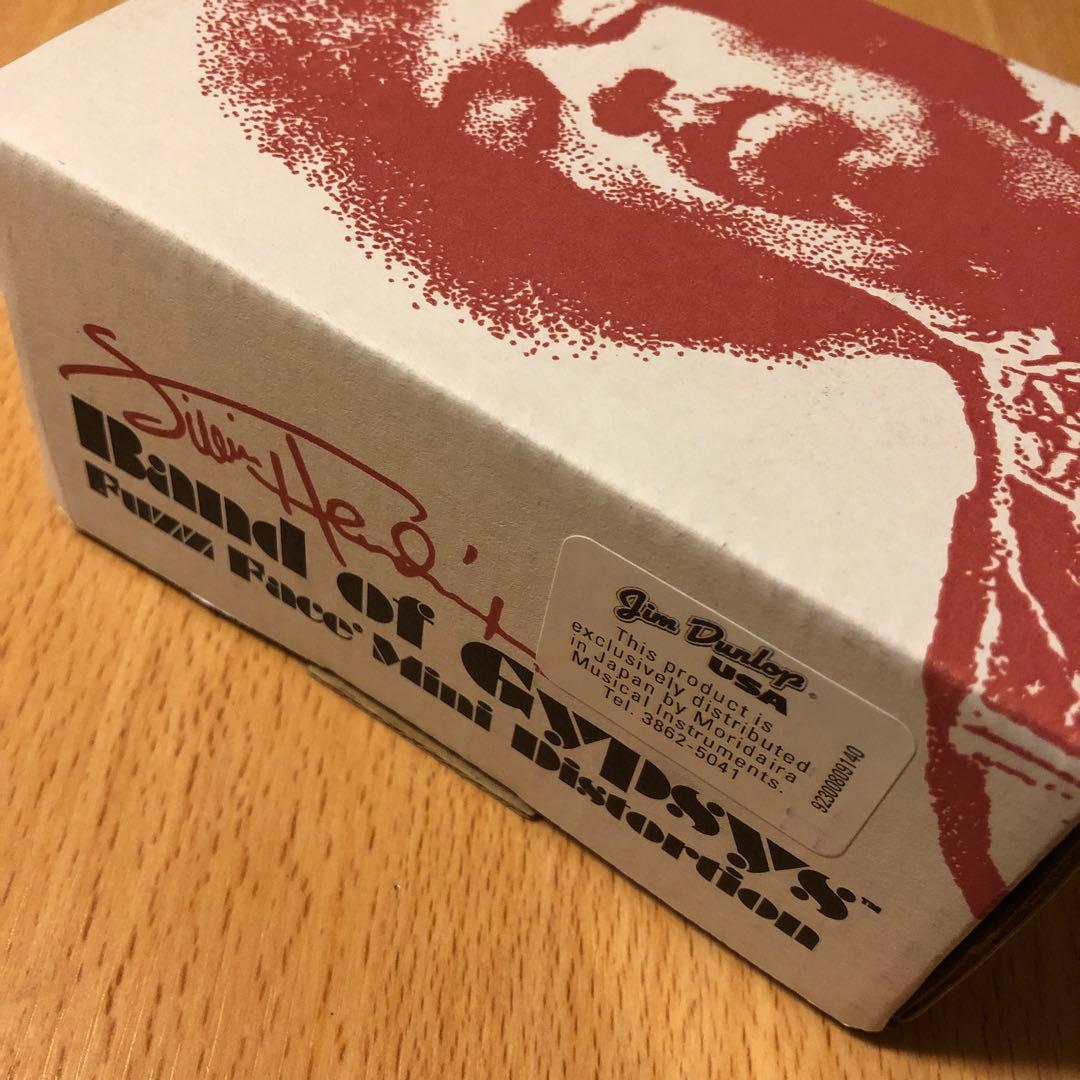 Jimi Hendrix
Band of Gypsys™
Fuzz Face® Mini Distortion
Jim Dunlop®
USA
This product is
exclusively distributed
in Japan by Moridaira
Musical Instruments.
Tel. 3862-5041
92300809140